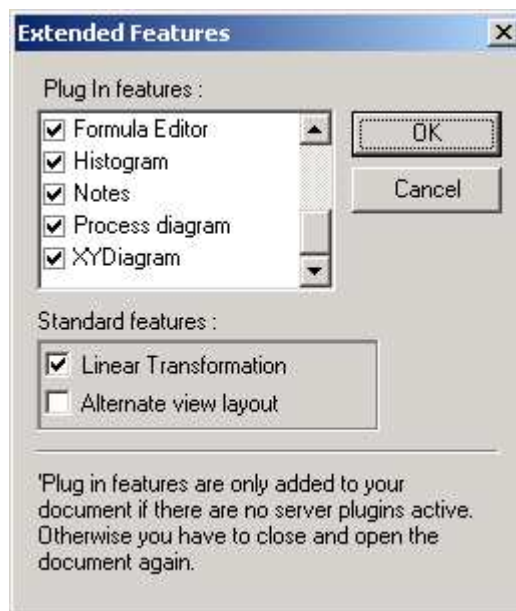 Extended Features
Plug In features :
Formula Editor
Histogram
Notes
Process diagram
XYDiagram
OK
Cancel
Standard features :
Linear Transformation
Alternate view layout
'Plug in features are only added to your
document if there are no server plugins active.
Otherwise you have to close and open the
document again.